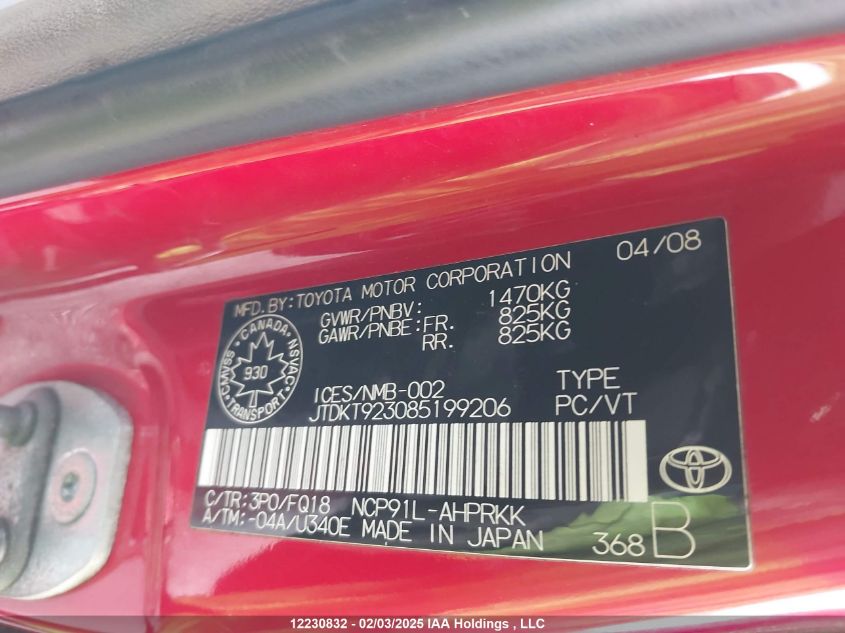 04/08
MFD. BY: TOYOTA MOTOR CORPORATION
GVWR/PNBV: 1470KG
GAWR/PNBE: FR. 825KG
RR. 825KG
CANADA
CMVSS 930 NSVAC
TRANSPORT
ICES/NMB-002 TYPE
JTDKT923085199206 PC/VT
C/TR: 3P0/FQ18 NCP91L-AHPRKK
A/TM: -04A/U340E MADE IN JAPAN
368 B
12230832 - 02/03/2025 IAA Holdings , LLC